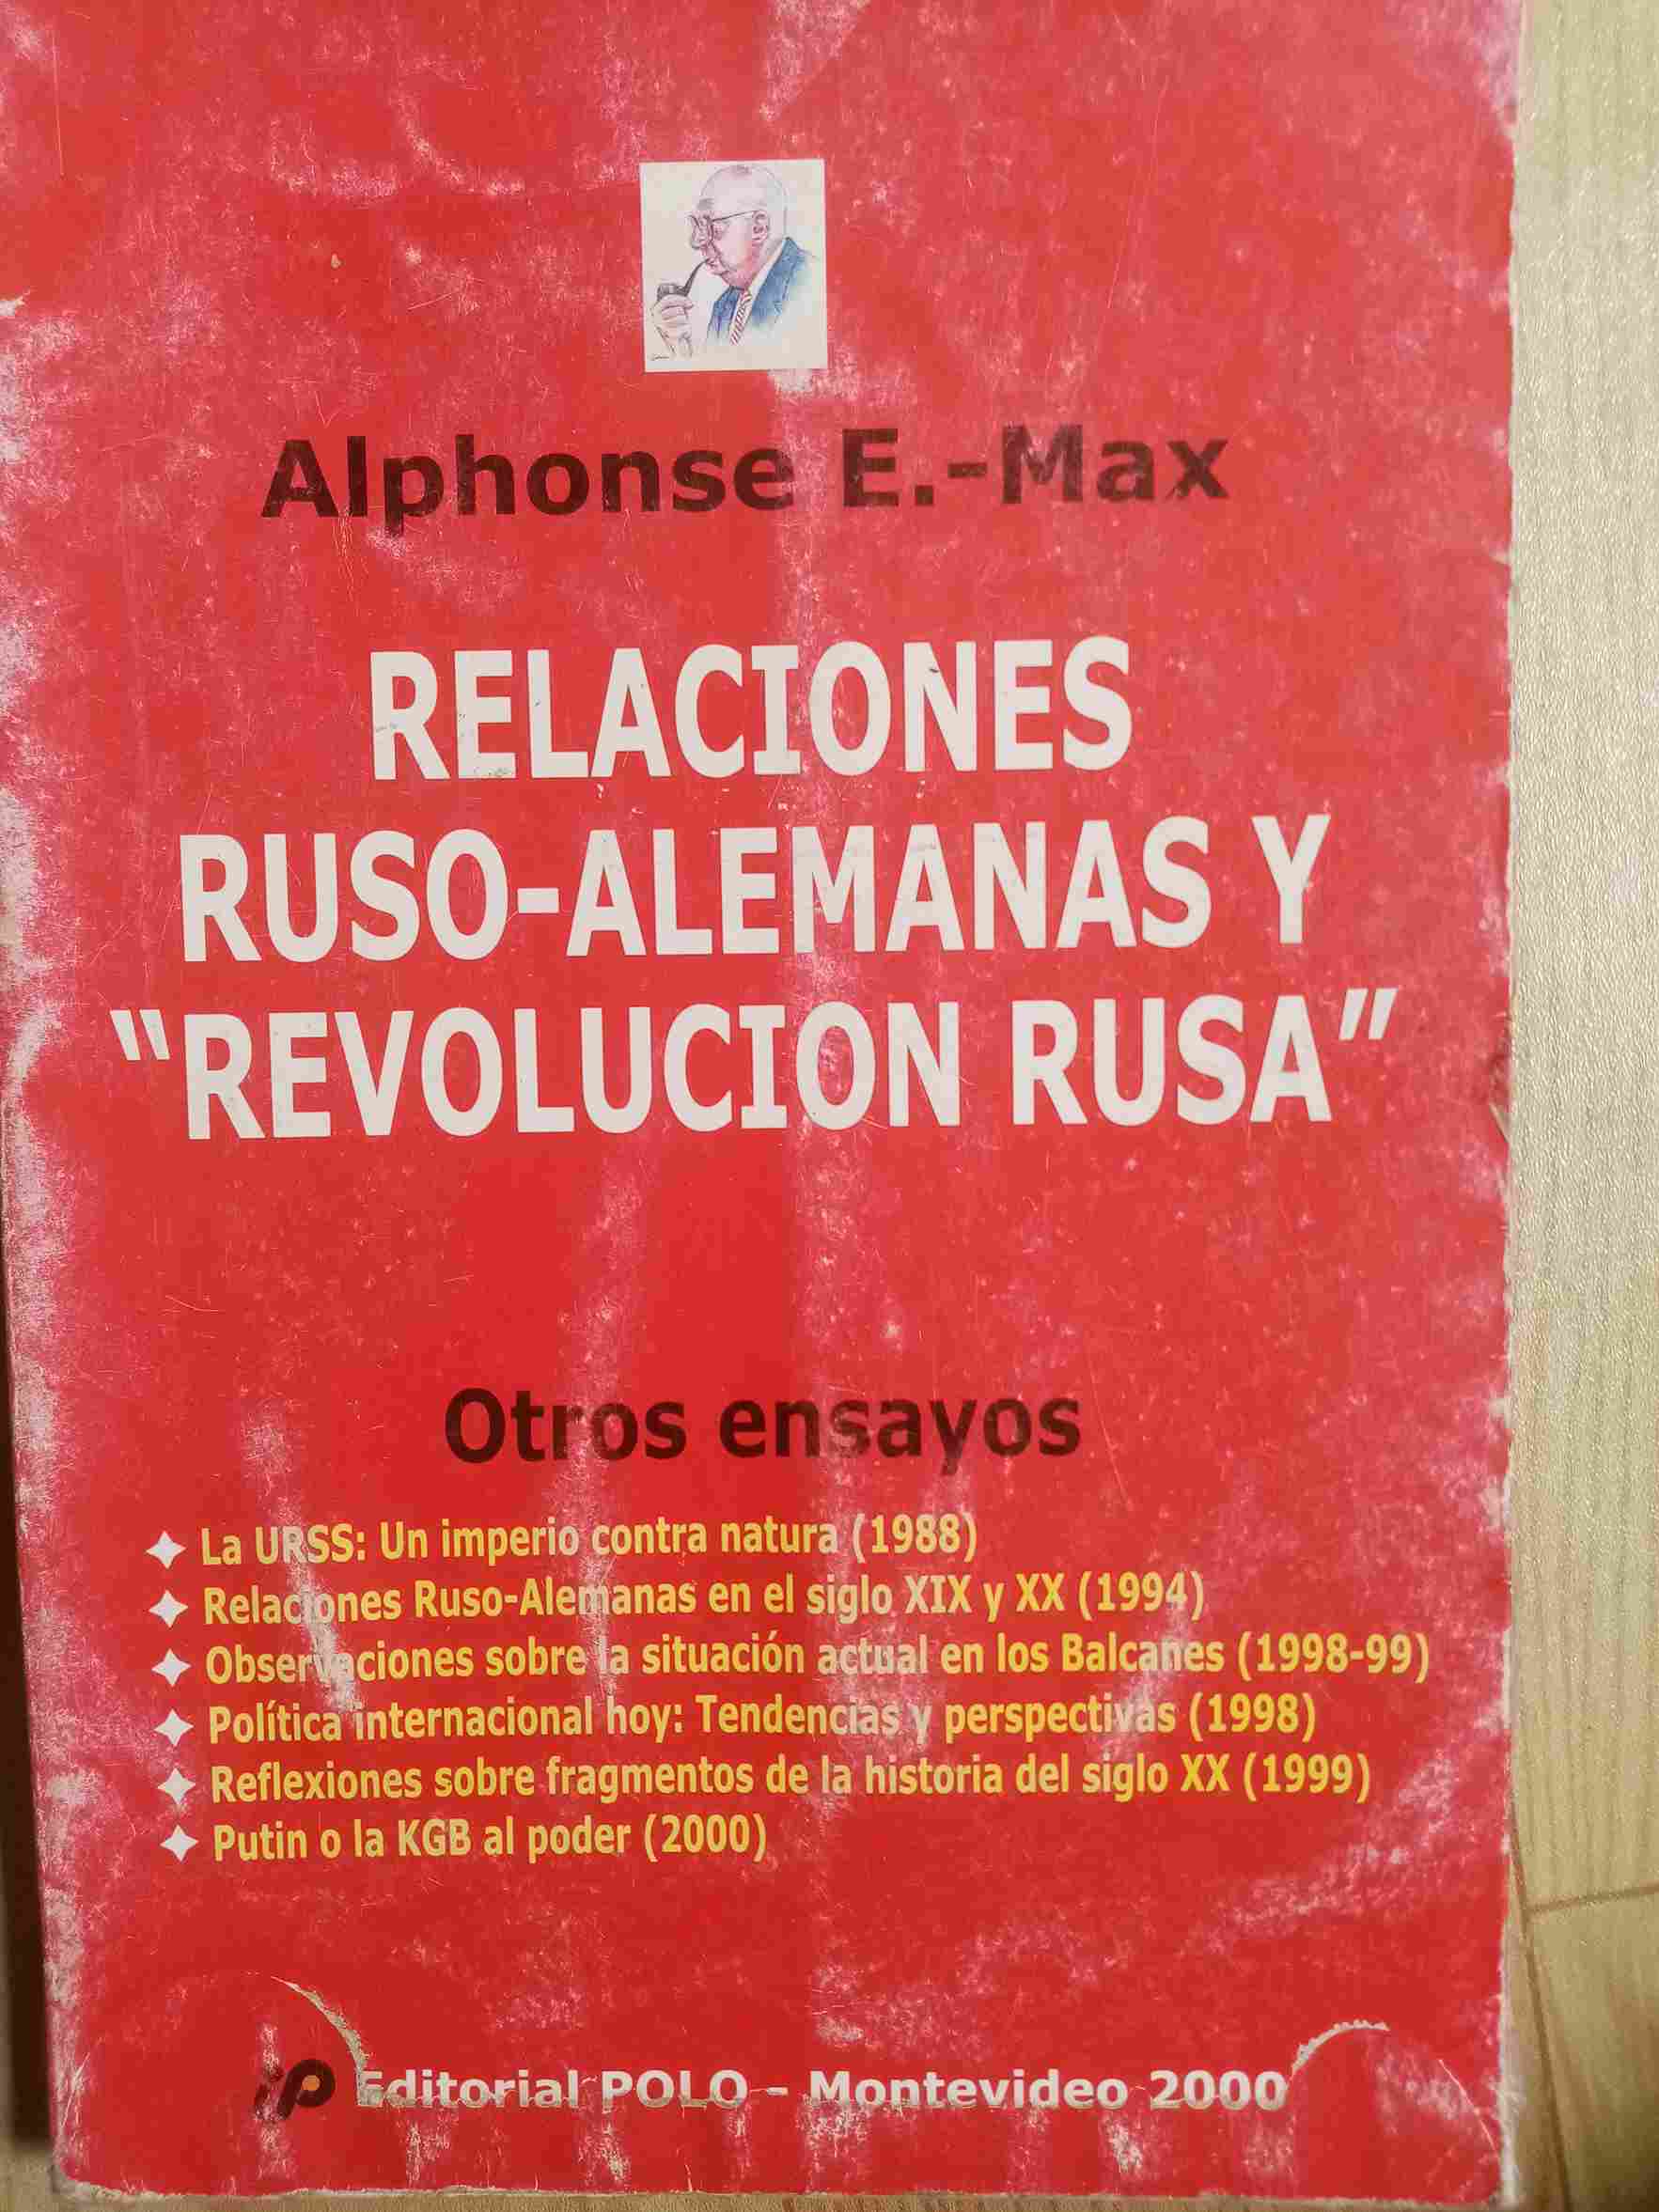 Alphonse E.-Max
RELACIONES
RUSO-ALEMANAS Y
"REVOLUCION RUSA"
Otros ensayos
La URSS: Un imperio contra natura (1988)
Relaciones Ruso-Alemanas en el siglo XIX y XX (1994)
Observaciones sobre la situación actual en los Balcanes (1998-99)
Política internacional hoy: Tendencias y perspectivas (1998)
Reflexiones sobre fragmentos de la historia del siglo XX (1999)
Putin o la KGB al poder (2000)
Editorial POLO - Montevideo 2000